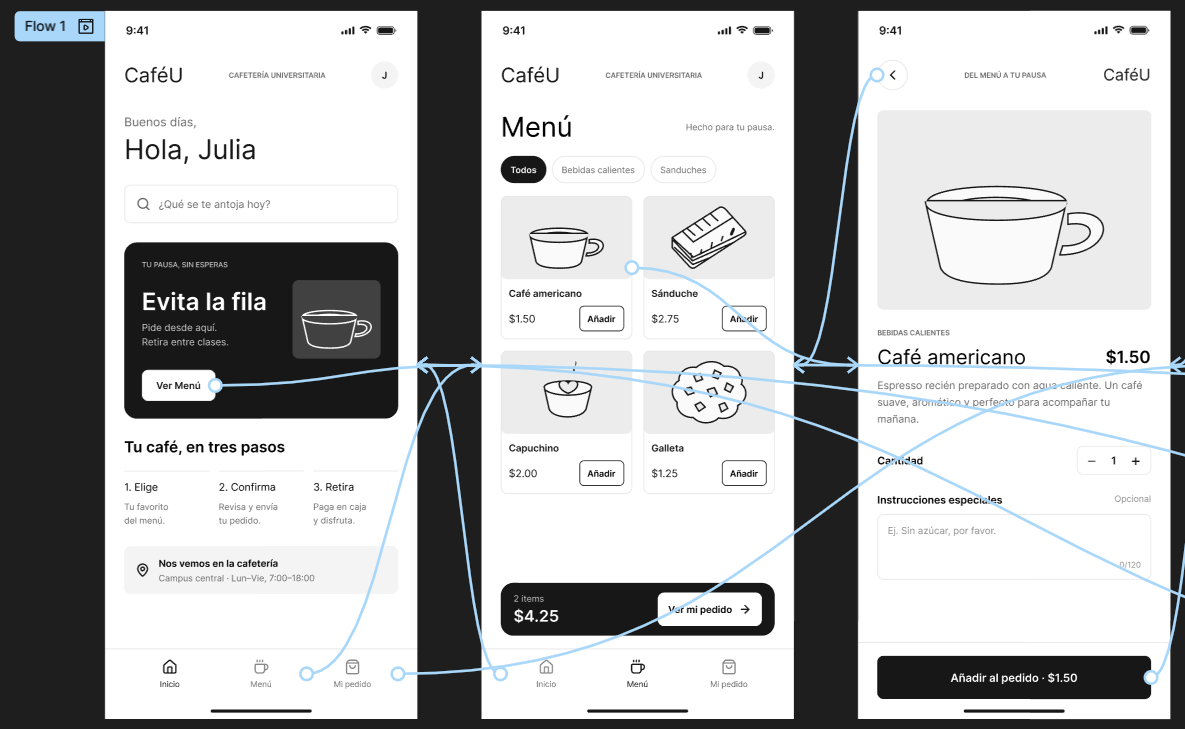 Flow 1
9:41
CaféU
CAFETERÍA UNIVERSITARIA
J
Buenos días,
Hola, Julia
¿Qué se te antoja hoy?
TU PAUSA, SIN ESPERAS
Evita la fila
Pide desde aquí.
Retira entre clases.
Ver Menú
Tu café, en tres pasos
1. Elige
Tu favorito
del menú.
2. Confirma
Revisa y envía
tu pedido.
3. Retira
Paga en caja
y disfruta.
Nos vemos en la cafetería
Campus central · Lun–Vie, 7:00–18:00
Inicio
Menú
Mi pedido
9:41
CaféU
CAFETERÍA UNIVERSITARIA
J
Menú
Hecho para tu pausa.
Todos
Bebidas calientes
Sanduches
Café americano
$1.50
Añadir
Sánduche
$2.75
Añadir
Capuchino
$2.00
Añadir
Galleta
$1.25
Añadir
2 items
$4.25
Ver mi pedido
Inicio
Menú
Mi pedido
9:41
DEL MENÚ A TU PAUSA
CaféU
BEBIDAS CALIENTES
Café americano
$1.50
Espresso recién preparado con agua caliente. Un café
suave, aromático y perfecto para acompañar tu
mañana.
Cantidad
− 1 +
Instrucciones especiales
Opcional
Ej. Sin azúcar, por favor.
0/120
Añadir al pedido · $1.50